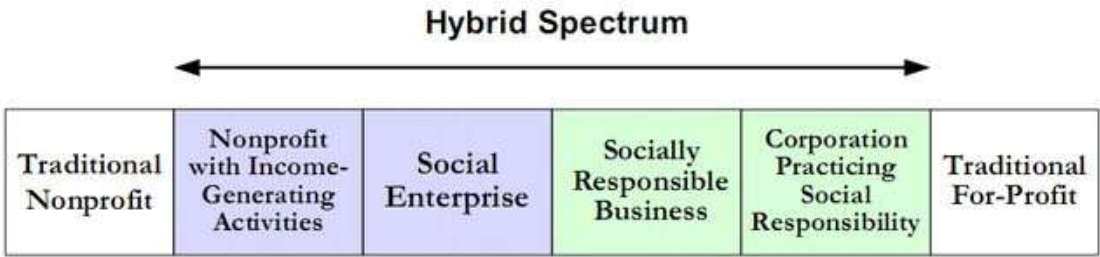 Hybrid Spectrum
Traditional
Nonprofit
Nonprofit
with Income-
Generating
Activities
Social
Enterprise
Socially
Responsible
Business
Corporation
Practicing
Social
Responsibility
Traditional
For-Profit